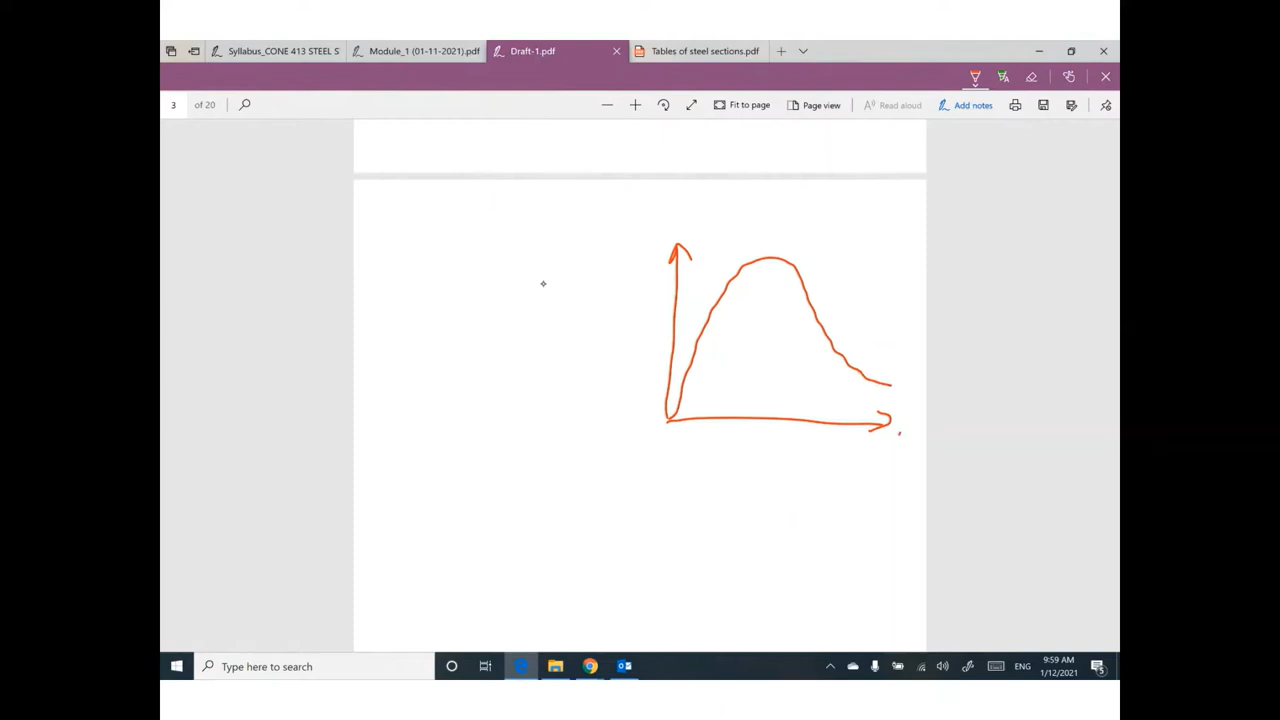 Syllabus_CONE 413 STEEL S
Module_1 (01-11-2021).pdf
Draft-1.pdf
Tables of steel sections.pdf
3 of 20
Fit to page
Page view
Read aloud
Add notes
Type here to search
ENG
9:59 AM
1/12/2021
5